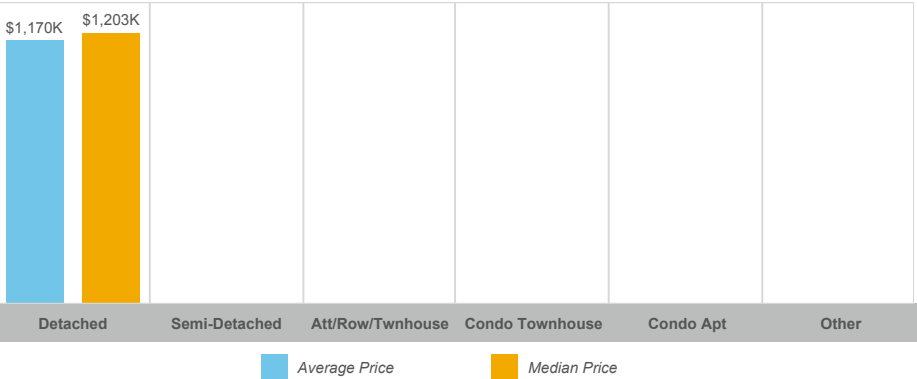 $1,170K
$1,203K
Detached Semi-Detached Att/Row/Twnhouse Condo Townhouse Condo Apt Other
Average Price Median Price